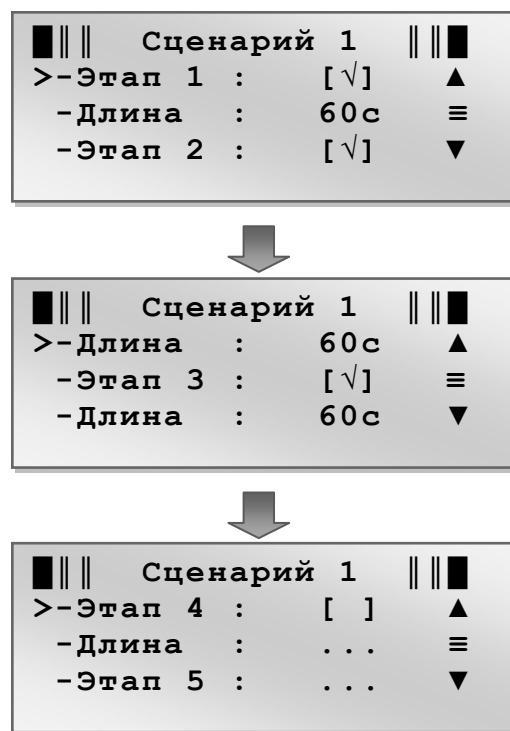 █║║ Сценарий 1 ║║█
>-Этап 1 : [√] ▲
-Длина : 60с ≡
-Этап 2 : [√] ▼
█║║ Сценарий 1 ║║█
>-Длина : 60с ▲
-Этап 3 : [√] ≡
-Длина : 60с ▼
█║║ Сценарий 1 ║║█
>-Этап 4 : [ ] ▲
-Длина : ... ≡
-Этап 5 : ... ▼